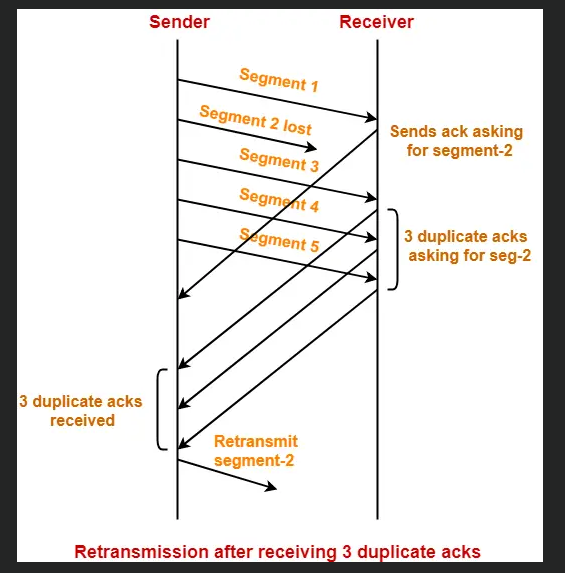 Sender
Receiver
Segment 1
Segment 2 lost
Sends ack asking
for segment-2
Segment 3
Segment 4
Segment 5
3 duplicate acks
asking for seg-2
3 duplicate acks
received
Retransmit
segment-2
Retransmission after receiving 3 duplicate acks